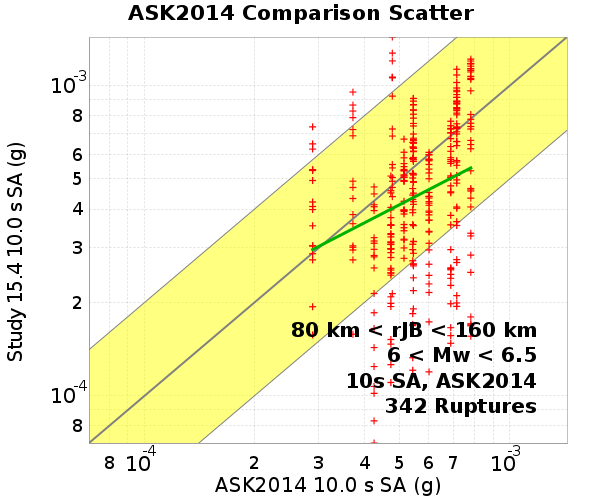 ASK2014 Comparison Scatter
Study 15.4 10.0 s SA (g)
10-3
8
6
5
4
3
2
10-4
8
80 km < rJB < 160 km
6 < Mw < 6.5
10s SA, ASK2014
342 Ruptures
8 10-4 2 3 4 5 6 7 10-3
ASK2014 10.0 s SA (g)